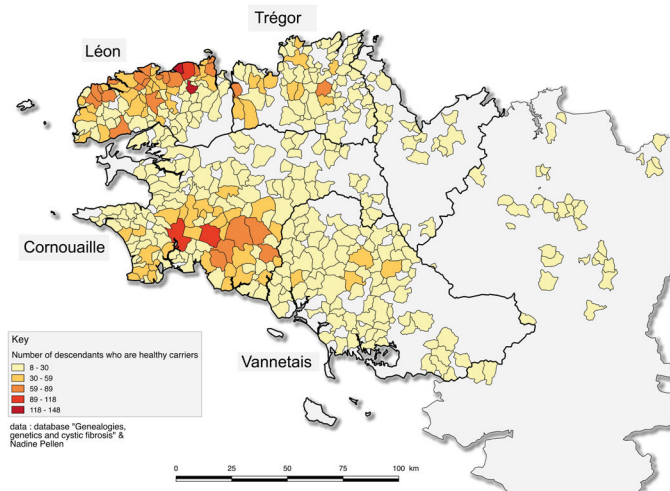 Trégor
Léon
Cornouaille
Vannetais
Key
Number of descendants who are healthy carriers
8 - 30
30 - 59
59 - 89
89 - 118
118 - 148
data : database "Genealogies,
genetics and cystic fibrosis" &
Nadine Pellen
0 25 50 75 100 km